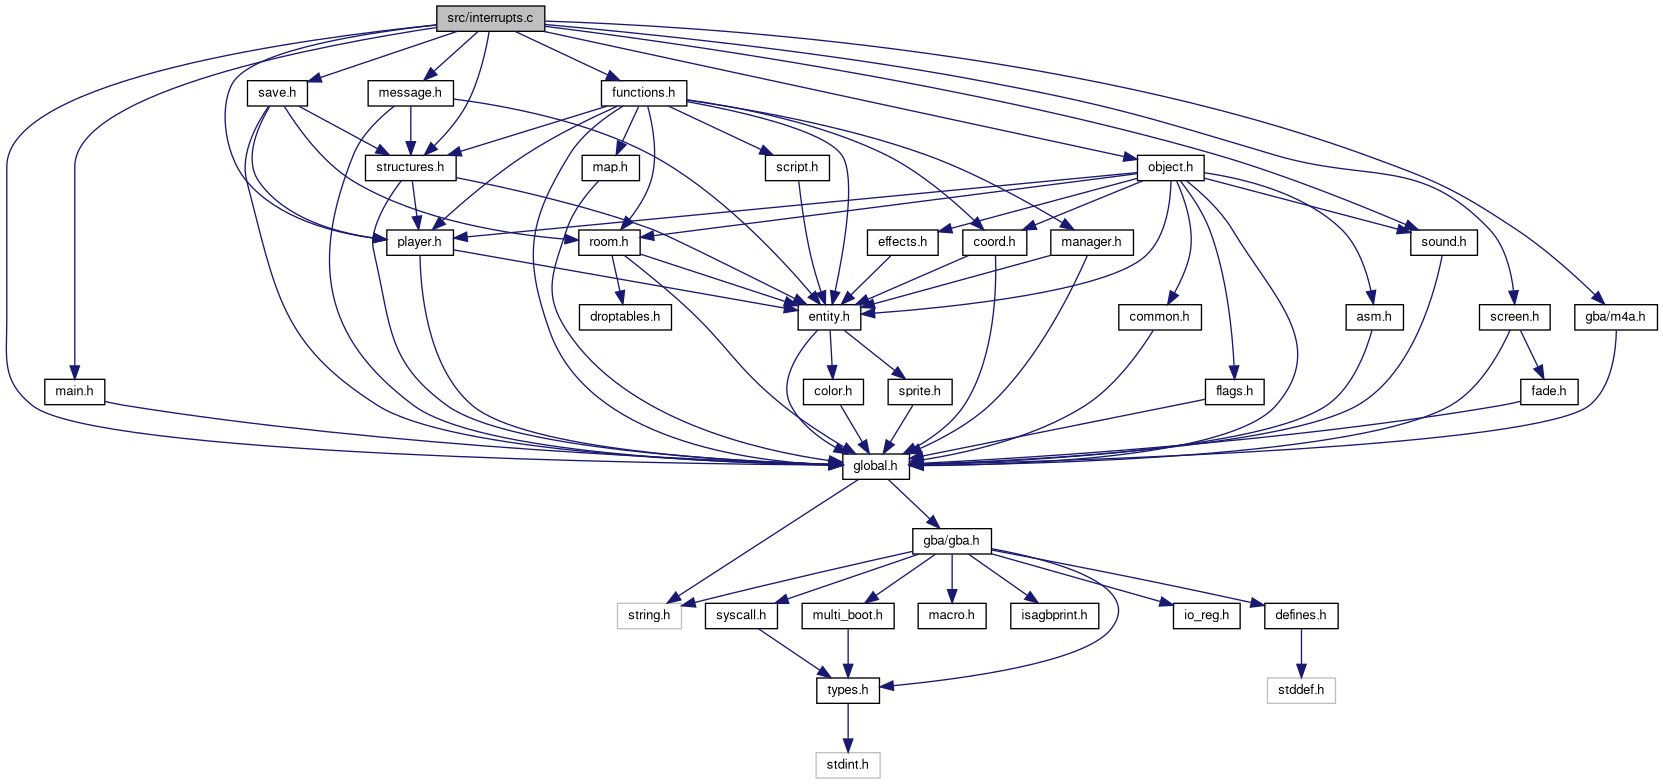 src/interrupts.c
save.h
message.h
functions.h
structures.h
map.h
script.h
object.h
player.h
room.h
effects.h
coord.h
manager.h
sound.h
droptables.h
entity.h
common.h
asm.h
screen.h
gba/m4a.h
main.h
color.h
sprite.h
flags.h
fade.h
global.h
gba/gba.h
string.h
syscall.h
multi_boot.h
macro.h
isagbprint.h
io_reg.h
defines.h
types.h
stddef.h
stdint.h